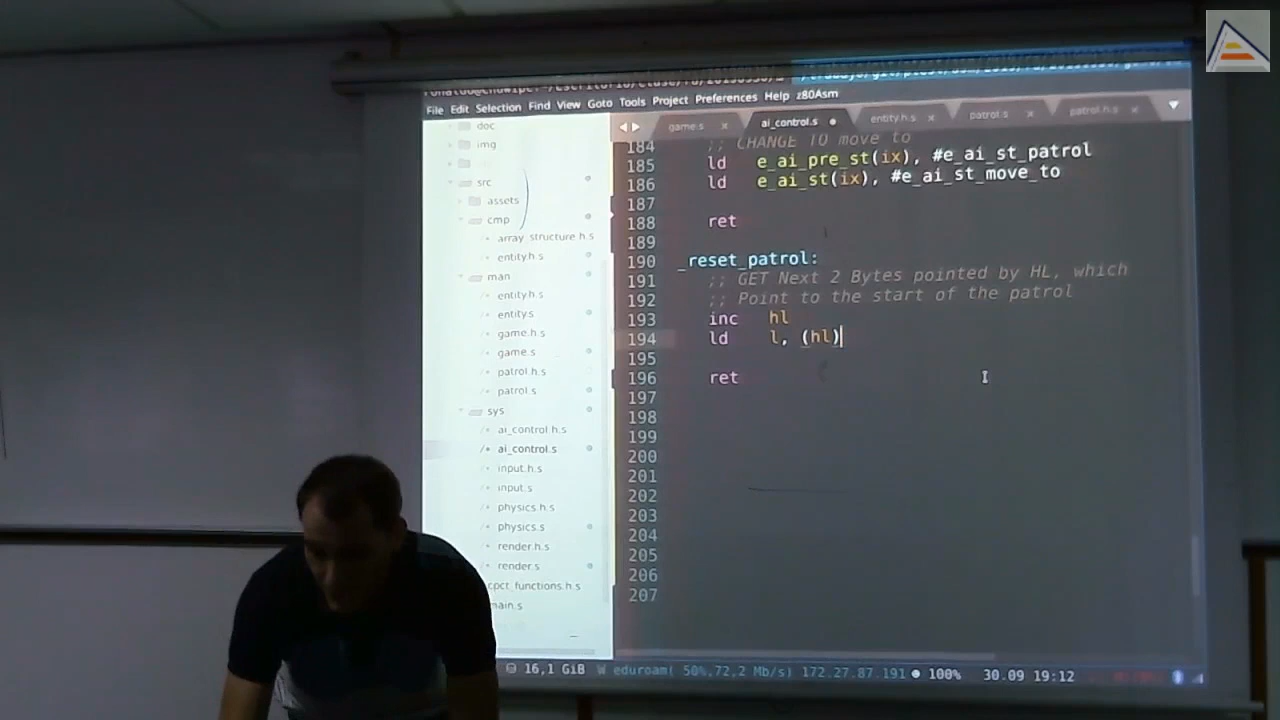 File Edit Selection Find View Goto Tools Project Preferences Help z80Asm
game.s × ai_control.s entity.h.s × patrol.s × patrol.h.s ×
doc
img
src
assets
cmp
array_structure.h.s
entity.h.s
man
entity.h.s
entity.s
game.h.s
game.s
patrol.h.s
patrol.s
sys
ai_control.h.s
ai_control.s
input.h.s
input.s
physics.h.s
physics.s
render.h.s
render.s
cpct_functions.h.s
main.s
184 ;; CHANGE TO move to
185 ld e_ai_pre_st(ix), #e_ai_st_patrol
186 ld e_ai_st(ix), #e_ai_st_move_to
187
188 ret
189
190 _reset_patrol:
191 ;; GET Next 2 Bytes pointed by HL, which
192 ;; Point to the start of the patrol
193 inc hl
194 ld l, (hl)
195
196 ret
197
198
199
200
201
202
203
204
205
206
207
16,1 GiB W eduroam( 50%,72,2 Mb/s) 172.27.87.191 100% 30.09 19:12